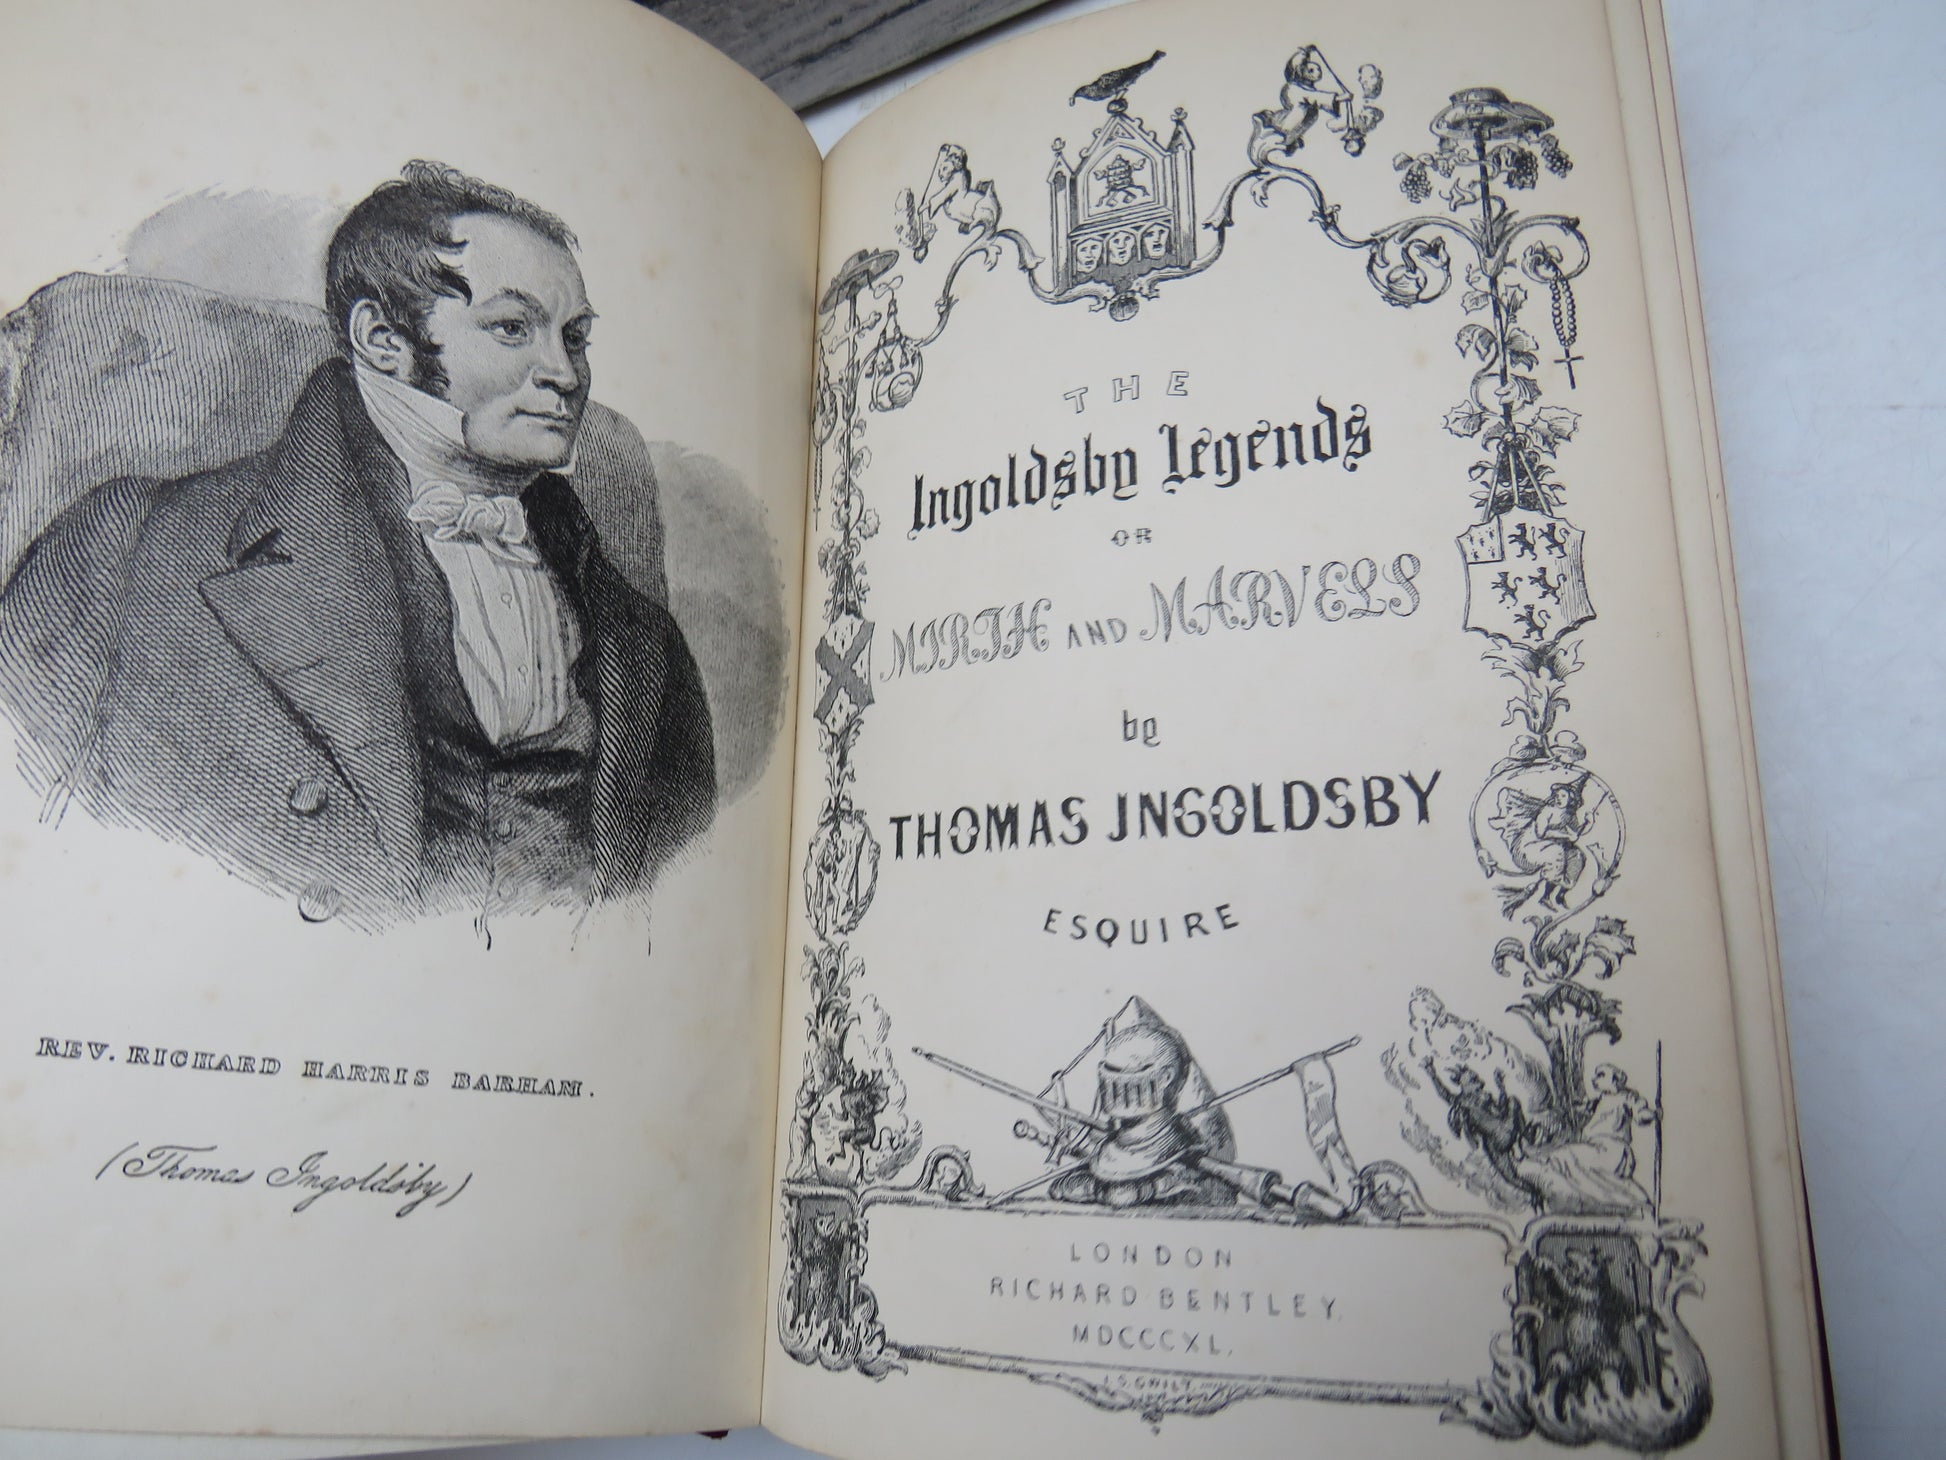 REV. RICHARD HARRIS BARHAM.
(Thomas Ingoldsby)
THE
Ingoldsby Legends
OR
MIRTH AND MARVELS
by
THOMAS INGOLDSBY
ESQUIRE
LONDON
RICHARD BENTLEY,
MDCCCXL.